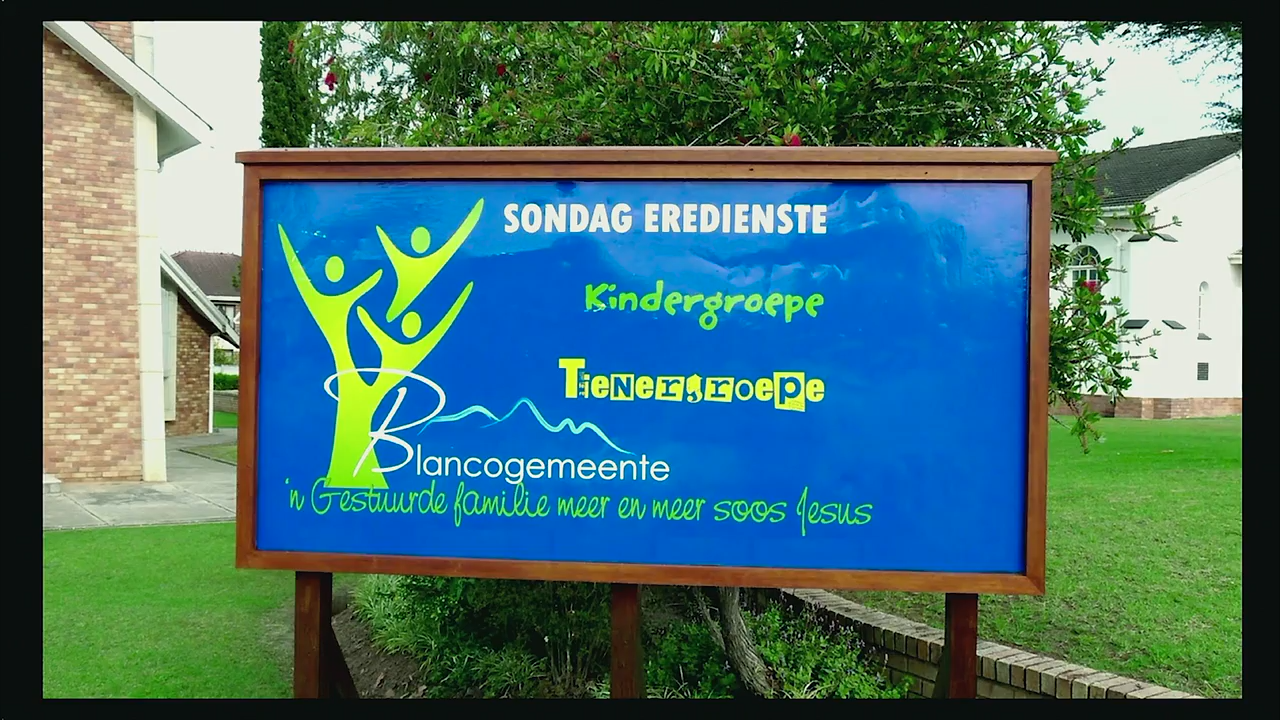 SONDAG EREDIENSTE
Kindergroepe
Tienergroepe
Blancogemeente
'n Gestuurde familie meer en meer soos Jesus